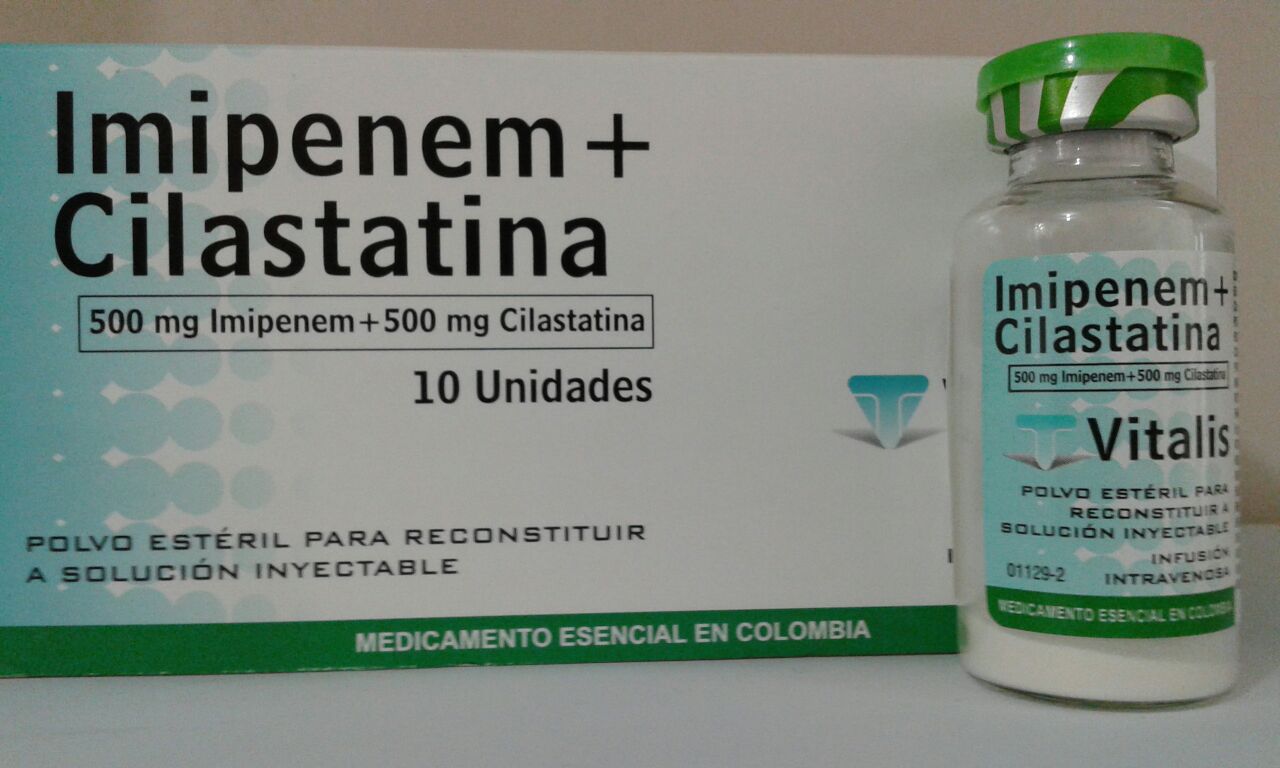 Imipenem +
Cilastatina
500 mg Imipenem+500 mg Cilastatina
10 Unidades
POLVO ESTÉRIL PARA RECONSTITUIR
A SOLUCIÓN INYECTABLE
MEDICAMENTO ESENCIAL EN COLOMBIA
Imipenem+
Cilastatina
500 mg Imipenem+500 mg Cilastatina
Vitalis
POLVO ESTÉRIL PARA
RECONSTITUIR A
SOLUCIÓN INYECTABLE
INFUSIÓN
01129-2 INTRAVENOSA
MEDICAMENTO ESENCIAL EN COLOMBIA